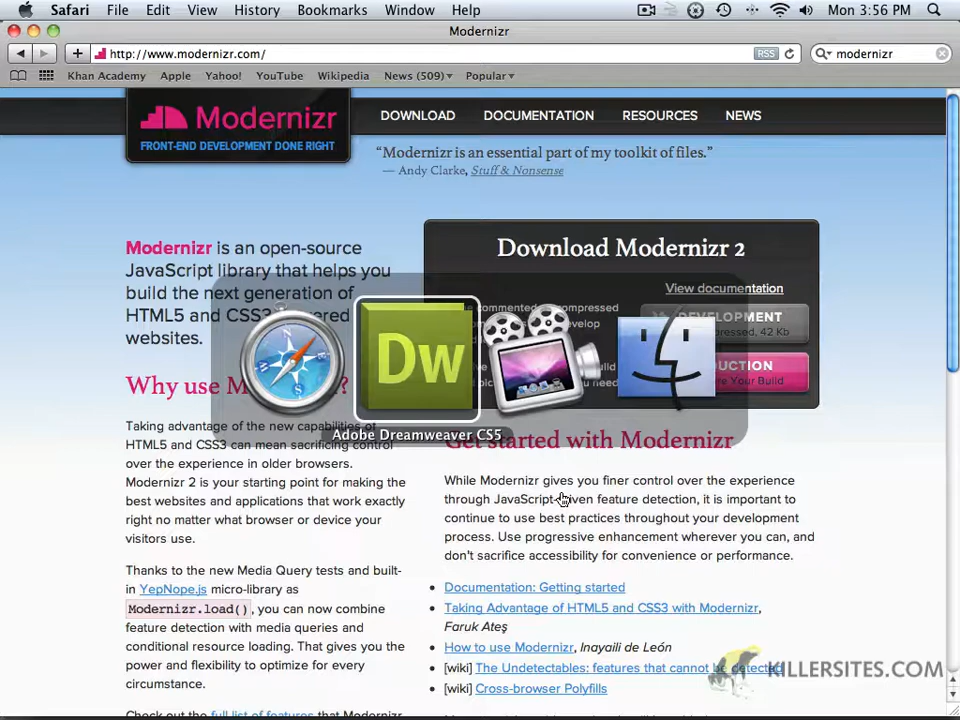 Safari File Edit View History Bookmarks Window Help Mon 3:56 PM
Modernizr
http://www.modernizr.com/ RSS modernizr
Khan Academy Apple Yahoo! YouTube Wikipedia News (509) Popular
Modernizr
FRONT-END DEVELOPMENT DONE RIGHT
DOWNLOAD DOCUMENTATION RESOURCES NEWS
“Modernizr is an essential part of my toolkit of files.”
— Andy Clarke, Stuff & Nonsense
Modernizr is an open-source
JavaScript library that helps you
build the next generation of
HTML5 and CSS3-powered
websites.
Why use M ?
Taking advantage of the new capabilities of
HTML5 and CSS3 can mean sacrificing control
over the experience in older browsers.
Modernizr 2 is your starting point for making the
best websites and applications that work exactly
right no matter what browser or device your
visitors use.
Thanks to the new Media Query tests and built-
in YepNope.js micro-library as
Modernizr.load(), you can now combine
feature detection with media queries and
conditional resource loading. That gives you the
power and flexibility to optimize for every
circumstance.
Check out the full list of features that Modernizr
Download Modernizr 2
View documentation
commented, uncompressed
develop
DEVELOPMENT
42 Kb
need
Your Build
Dw
Adobe Dreamweaver CS5
Get started with Modernizr
While Modernizr gives you finer control over the experience
through JavaScript-driven feature detection, it is important to
continue to use best practices throughout your development
process. Use progressive enhancement wherever you can, and
don't sacrifice accessibility for convenience or performance.
Documentation: Getting started
Taking Advantage of HTML5 and CSS3 with Modernizr,
Faruk Ateş
How to use Modernizr, Inayaili de León
[wiki] The Undetectables: features that cannot be detected
[wiki] Cross-browser Polyfills
KILLERSITES.COM